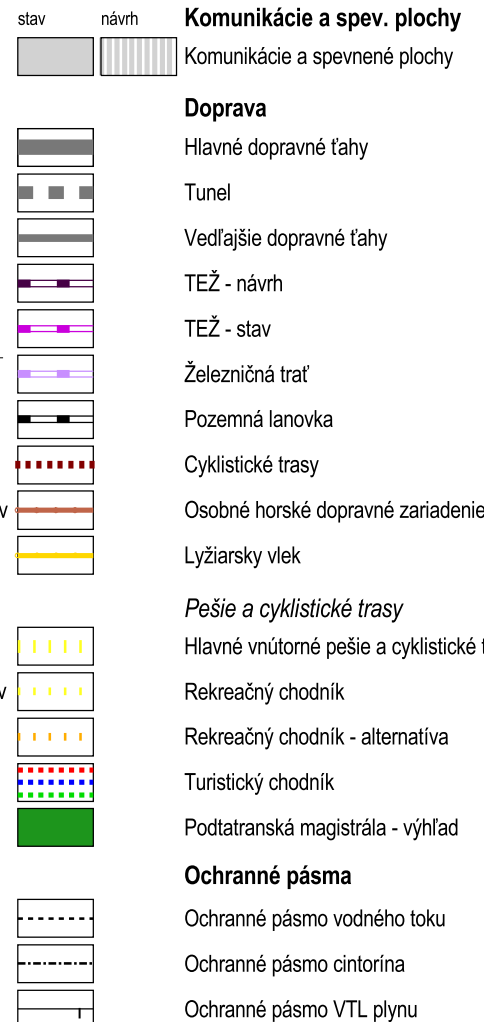 stav návrh Komunikácie a spev. plochy
Komunikácie a spevnené plochy
Doprava
Hlavné dopravné ťahy
Tunel
Vedľajšie dopravné ťahy
TEŽ - návrh
TEŽ - stav
Železničná trať
Pozemná lanovka
Cyklistické trasy
v Osobné horské dopravné zariadenie
Lyžiarsky vlek
Pešie a cyklistické trasy
Hlavné vnútorné pešie a cyklistické t
v Rekreačný chodník
Rekreačný chodník - alternatíva
Turistický chodník
Podtatranská magistrála - výhľad
Ochranné pásma
Ochranné pásmo vodného toku
Ochranné pásmo cintorína
Ochranné pásmo VTL plynu